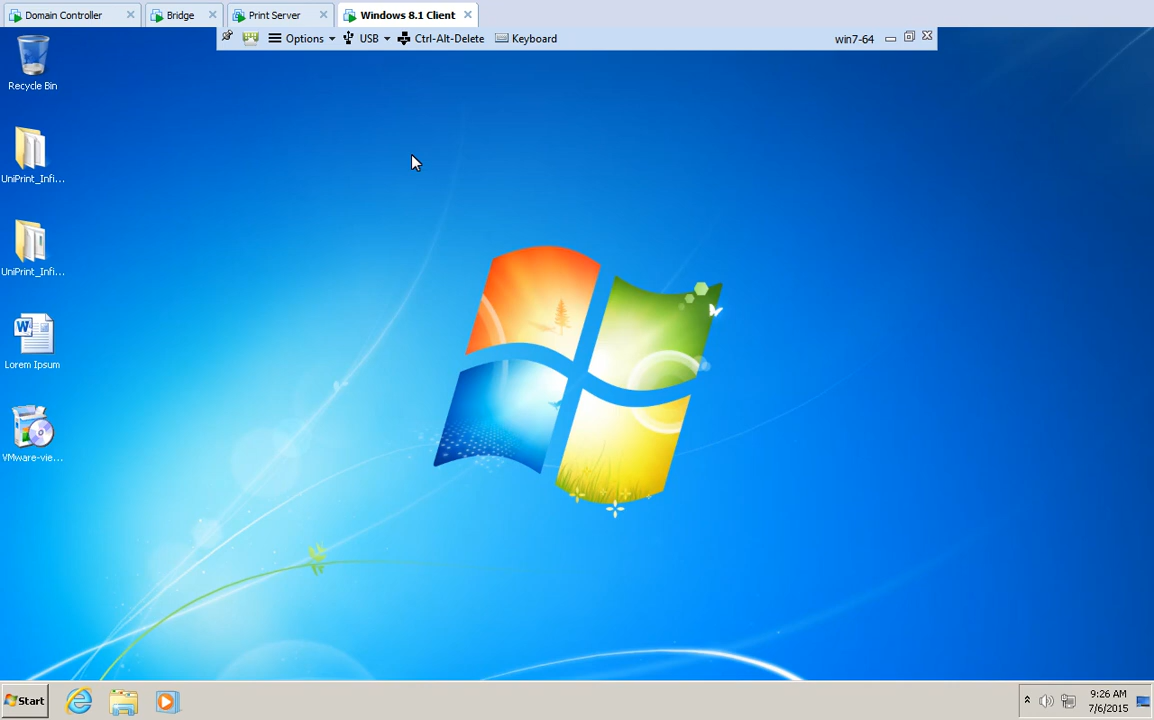 Domain Controller
Bridge
Print Server
Windows 8.1 Client
Options
USB
Ctrl-Alt-Delete
Keyboard
win7-64
Recycle Bin
UniPrint_Infi...
UniPrint_Infi...
Lorem Ipsum
VMware-vie...
Start
9:26 AM
7/6/2015